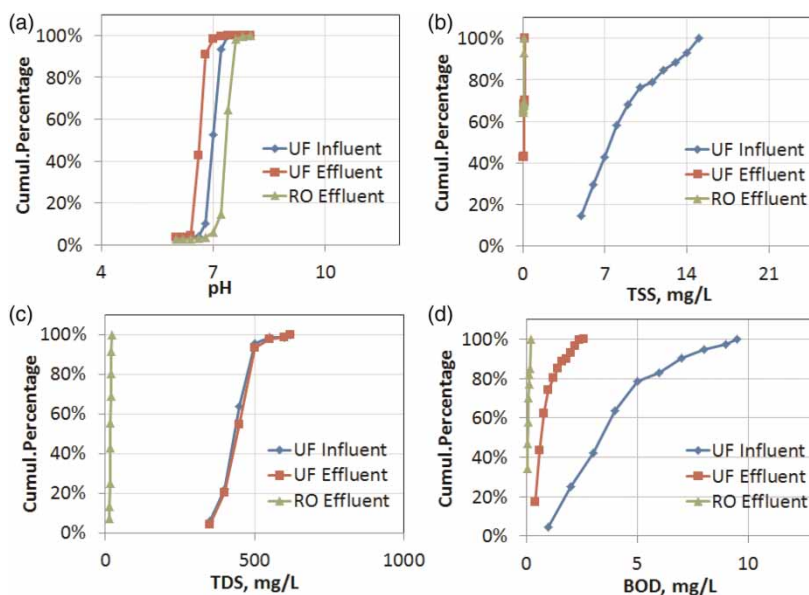 (a)
100%
80%
60%
40%
20%
0%
Cumul.Percentage
UF Influent
UF Effluent
RO Effluent
4 7 10
pH
(b)
100%
80%
60%
40%
20%
0%
Cumul.Percentage
UF Influent
UF Effluent
RO Effluent
0 7 14 21
TSS, mg/L
(c)
100%
80%
60%
40%
20%
0%
Cumul.Percentage
UF Influent
UF Effluent
RO Effluent
0 500 1000
TDS, mg/L
(d)
100%
80%
60%
40%
20%
0%
Cumul.Percentage
UF Influent
UF Effluent
RO Effluent
0 5 10
BOD, mg/L